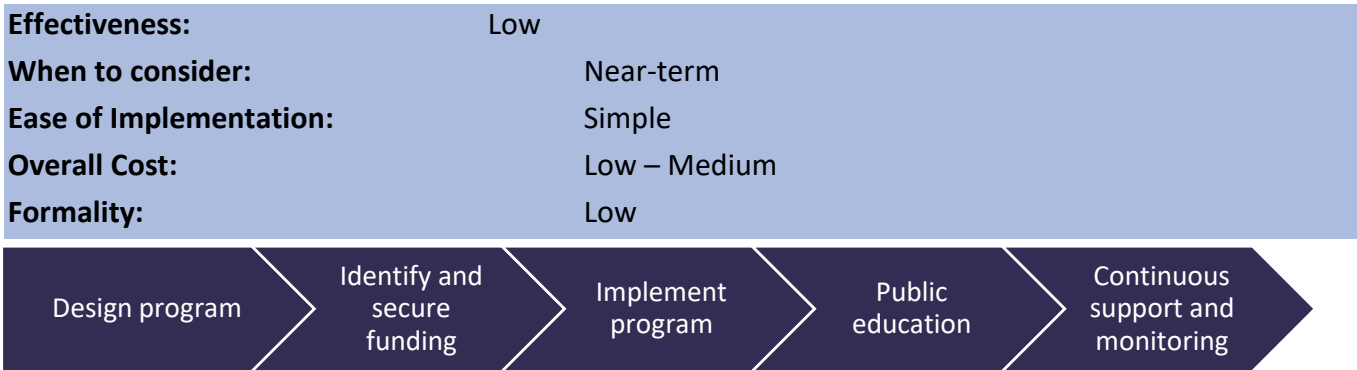 Effectiveness: Low
When to consider: Near-term
Ease of Implementation: Simple
Overall Cost: Low – Medium
Formality: Low
Design program
Identify and
secure
funding
Implement
program
Public
education
Continuous
support and
monitoring